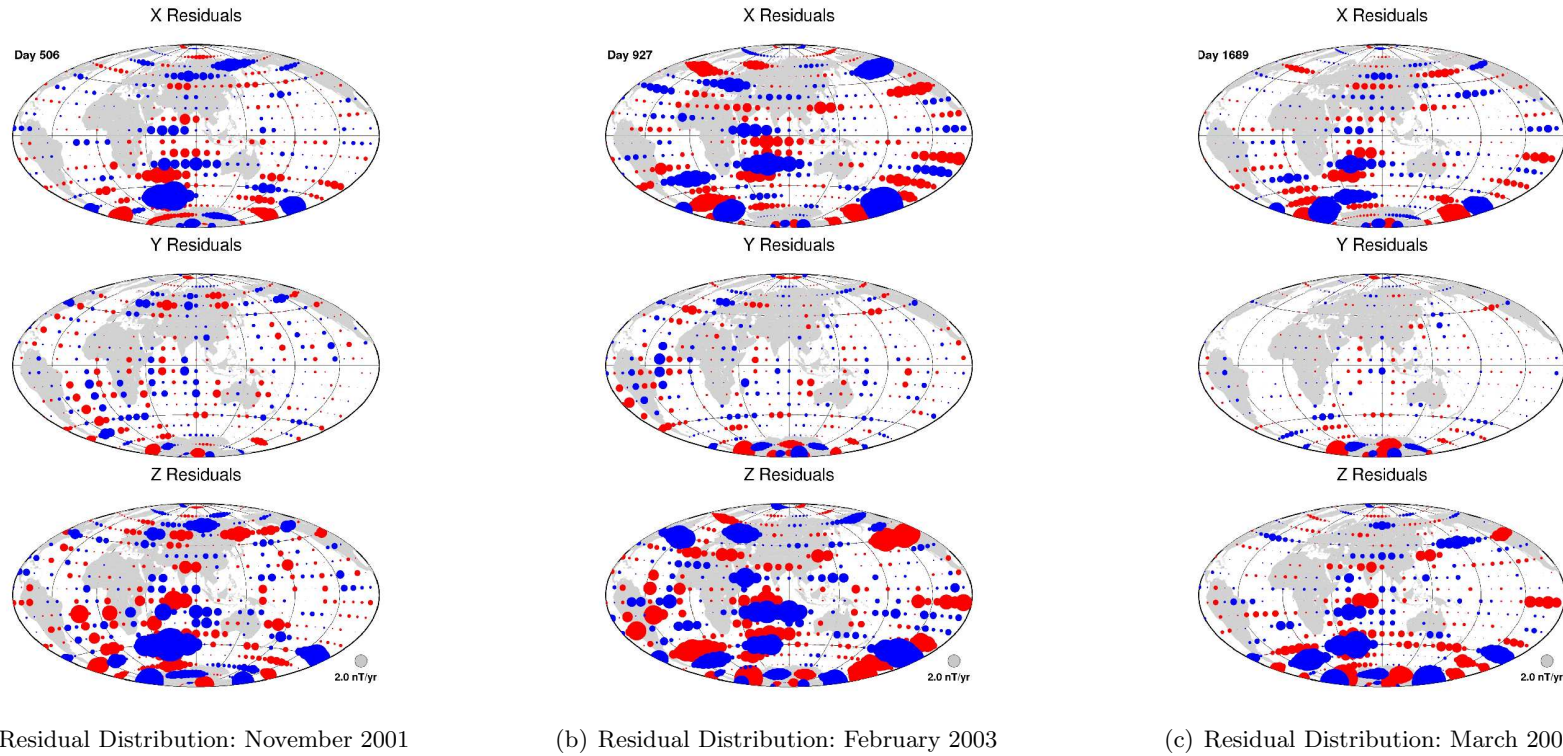 X Residuals
Day 506
Y Residuals
Z Residuals
2.0 nT/yr
Residual Distribution: November 2001
X Residuals
Day 927
Y Residuals
Z Residuals
2.0 nT/yr
(b) Residual Distribution: February 2003
X Residuals
Day 1689
Y Residuals
Z Residuals
2.0 nT/yr
(c) Residual Distribution: March 200